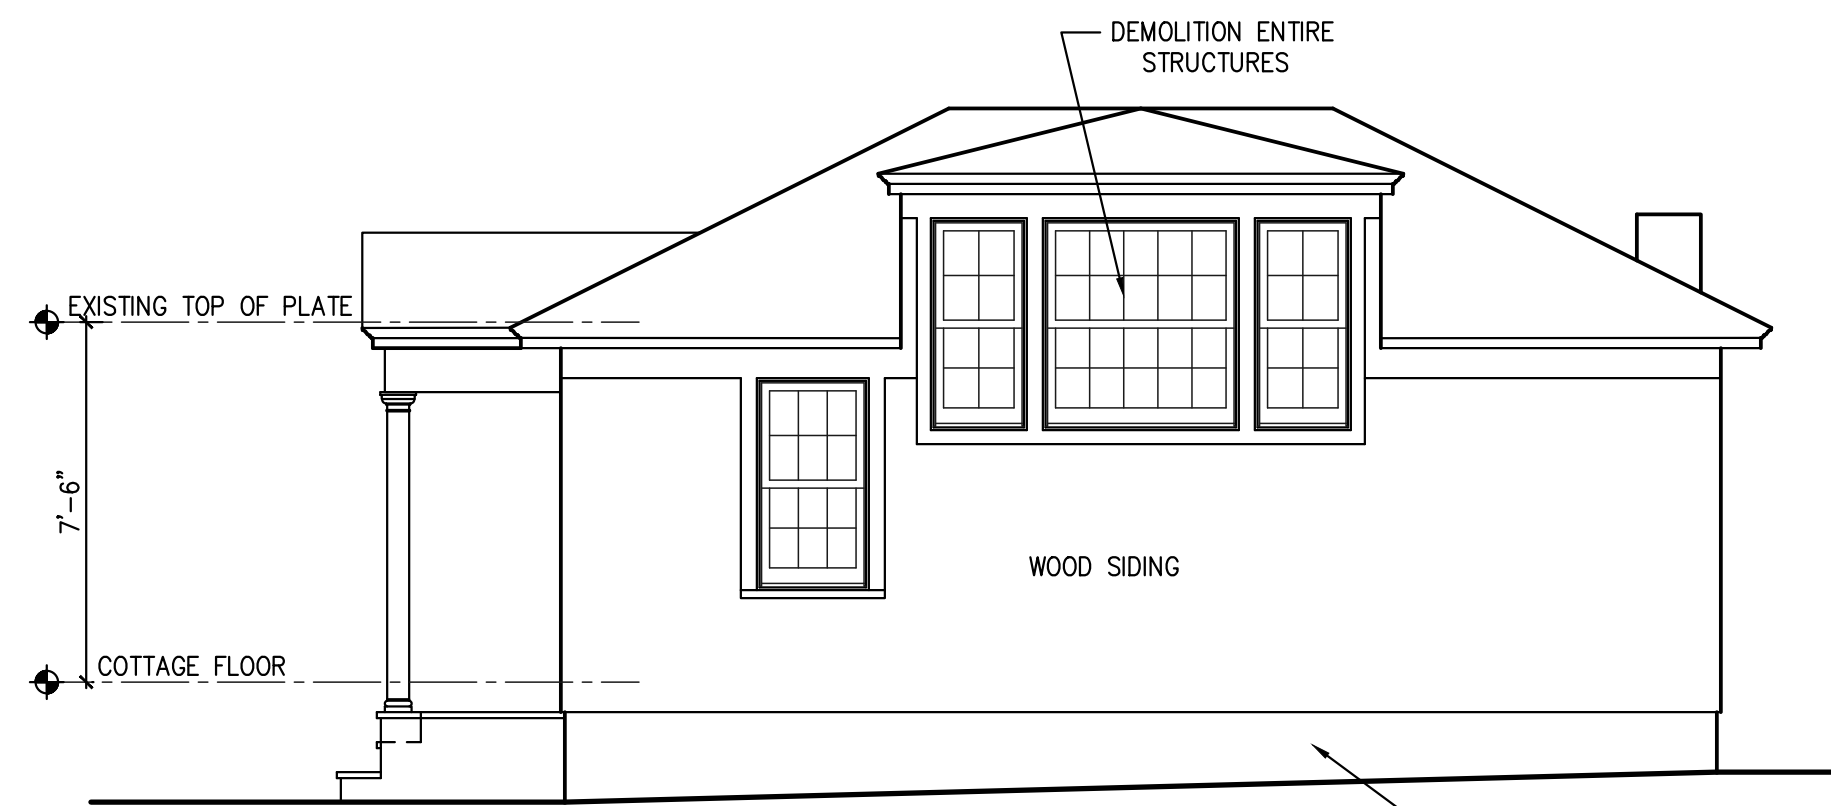 DEMOLITION ENTIRE
STRUCTURES
EXISTING TOP OF PLATE
7'-6"
WOOD SIDING
COTTAGE FLOOR